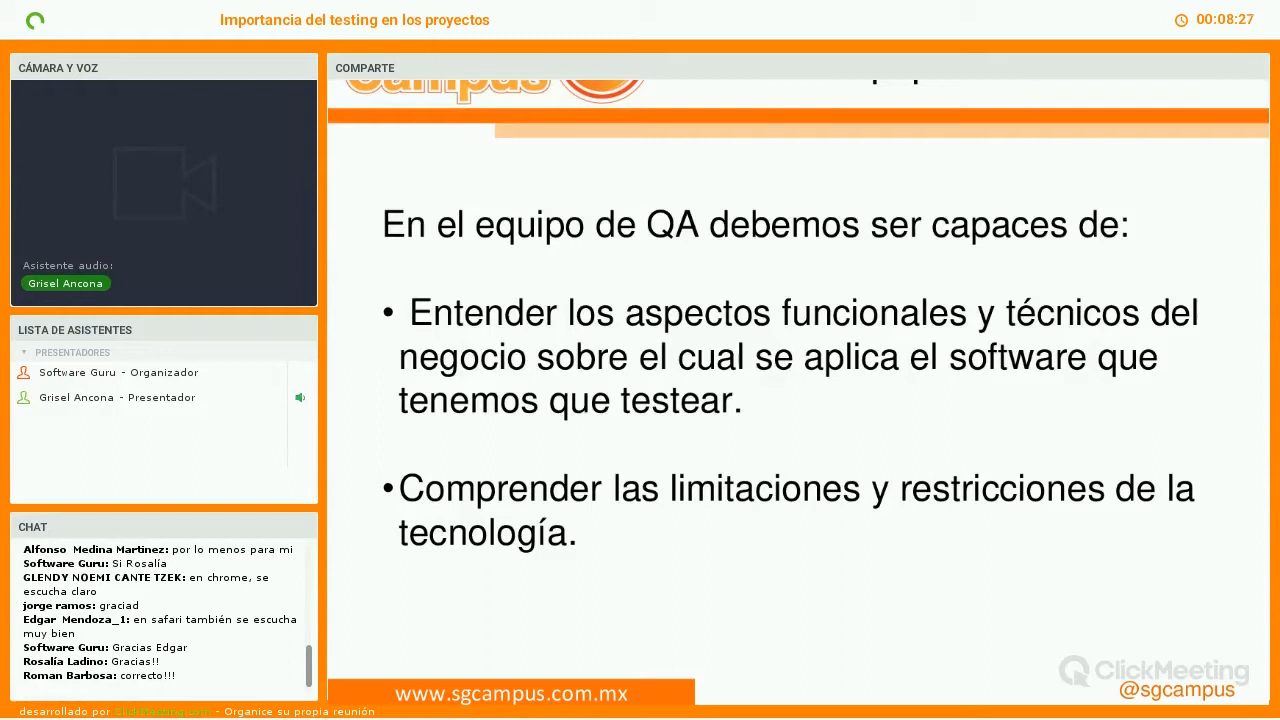 Importancia del testing en los proyectos
00:08:27
CÁMARA Y VOZ
Asistente audio:
Grisel Ancona
LISTA DE ASISTENTES
PRESENTADORES
Software Guru - Organizador
Grisel Ancona - Presentador
CHAT
Alfonso Medina Martinez: por lo menos para mi
Software Guru: Si Rosalía
GLENDY NOEMI CANTE TZEK: en chrome, se
escucha claro
jorge ramos: graciad
Edgar Mendoza_1: en safari también se escucha
muy bien
Software Guru: Gracias Edgar
Rosalía Ladino: Gracias!!
Roman Barbosa: correcto!!!
COMPARTE
Campus
En el equipo de QA debemos ser capaces de:
• Entender los aspectos funcionales y técnicos del
negocio sobre el cual se aplica el software que
tenemos que testear.
•Comprender las limitaciones y restricciones de la
tecnología.
ClickMeeting
www.sgcampus.com.mx
@sgcampus
desarrollado por ClickMeeting.com - Organice su propia reunión